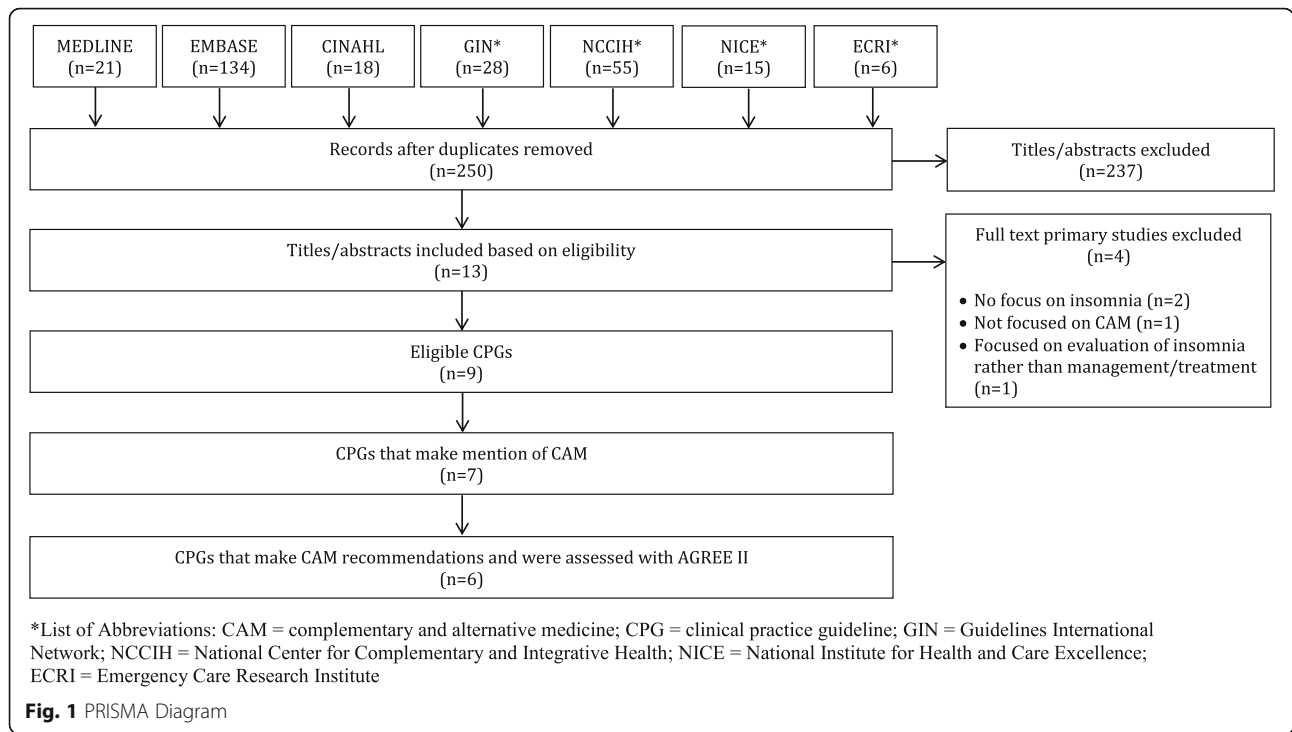 MEDLINE
(n=21)
EMBASE
(n=134)
CINAHL
(n=18)
GIN*
(n=28)
NCCIH*
(n=55)
NICE*
(n=15)
ECRI*
(n=6)
Records after duplicates removed
(n=250)
Titles/abstracts excluded
(n=237)
Titles/abstracts included based on eligibility
(n=13)
Full text primary studies excluded
(n=4)
• No focus on insomnia (n=2)
• Not focused on CAM (n=1)
• Focused on evaluation of insomnia
rather than management/treatment
(n=1)
Eligible CPGs
(n=9)
CPGs that make mention of CAM
(n=7)
CPGs that make CAM recommendations and were assessed with AGREE II
(n=6)
*List of Abbreviations: CAM = complementary and alternative medicine; CPG = clinical practice guideline; GIN = Guidelines International
Network; NCCIH = National Center for Complementary and Integrative Health; NICE = National Institute for Health and Care Excellence;
ECRI = Emergency Care Research Institute
Fig. 1 PRISMA Diagram